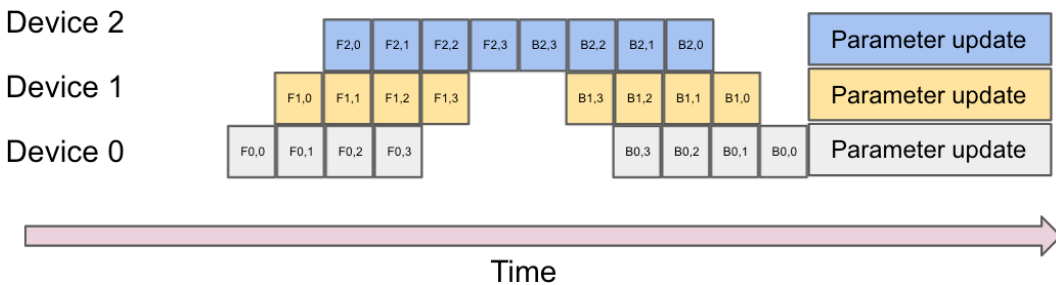 Device 2
F2,0 F2,1 F2,2 F2,3 B2,3 B2,2 B2,1 B2,0
Parameter update
Device 1
F1,0 F1,1 F1,2 F1,3 B1,3 B1,2 B1,1 B1,0
Parameter update
Device 0
F0,0 F0,1 F0,2 F0,3 B0,3 B0,2 B0,1 B0,0
Parameter update
Time